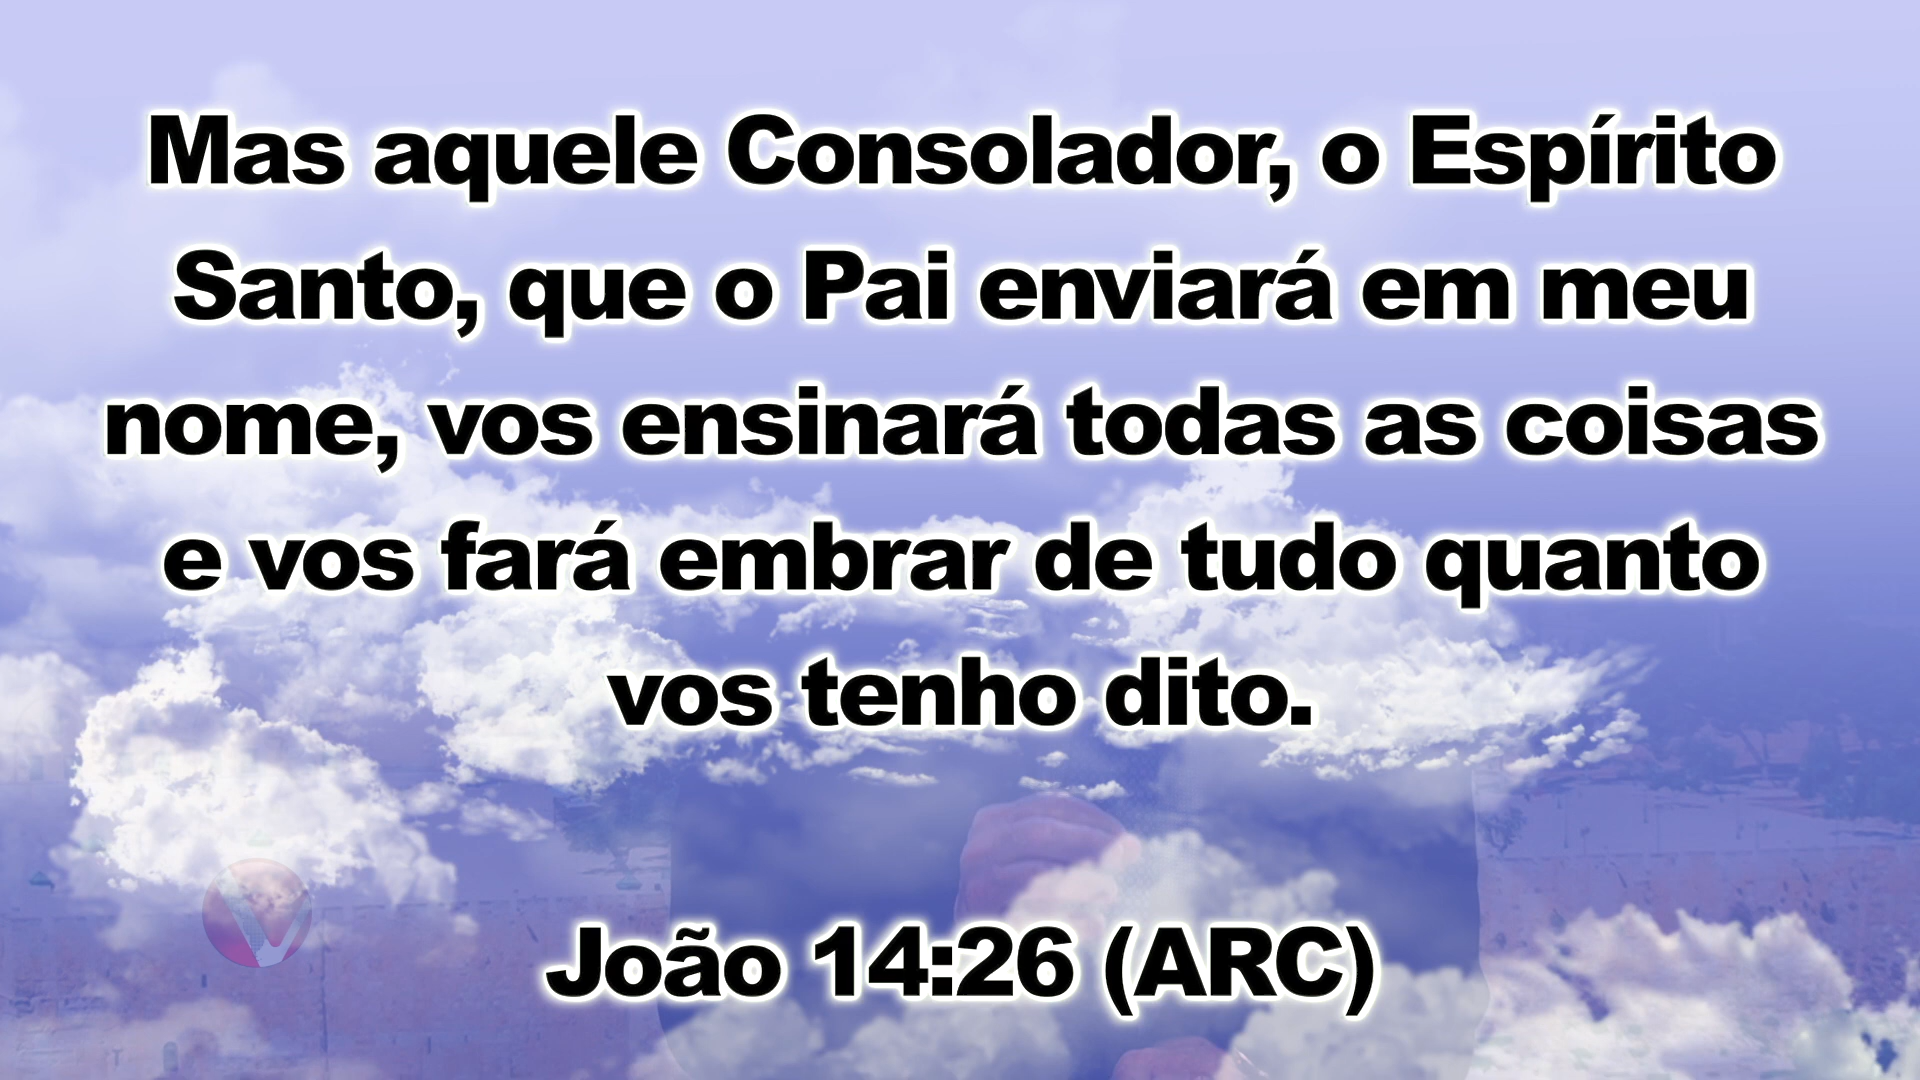 Mas aquele Consolador, o Espírito
Santo, que o Pai enviará em meu
nome, vos ensinará todas as coisas
e vos fará embrar de tudo quanto
vos tenho dito.
João 14:26 (ARC)